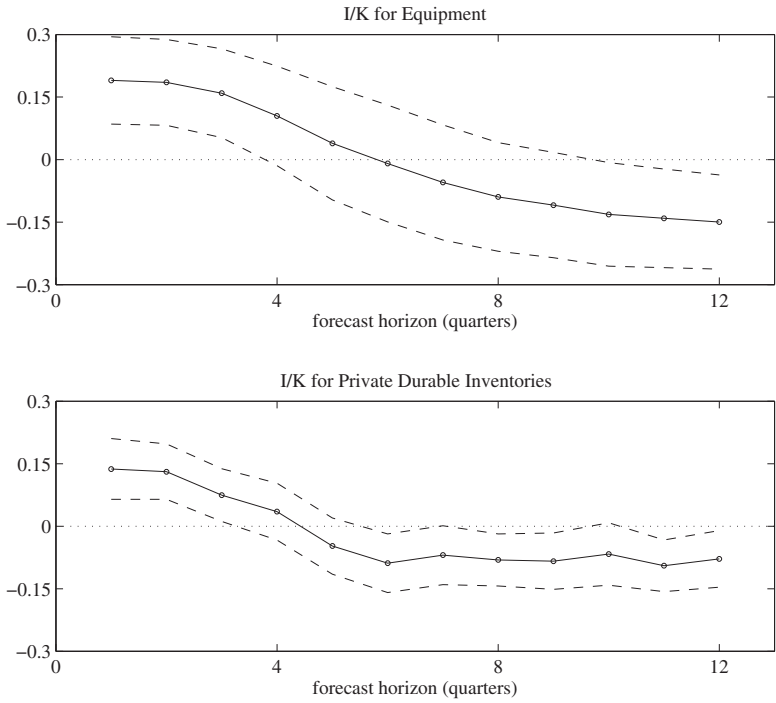 I/K for Equipment
0.3
0.15
0
−0.15
−0.3
0 4 8 12
forecast horizon (quarters)
I/K for Private Durable Inventories
0.3
0.15
0
−0.15
−0.3
0 4 8 12
forecast horizon (quarters)